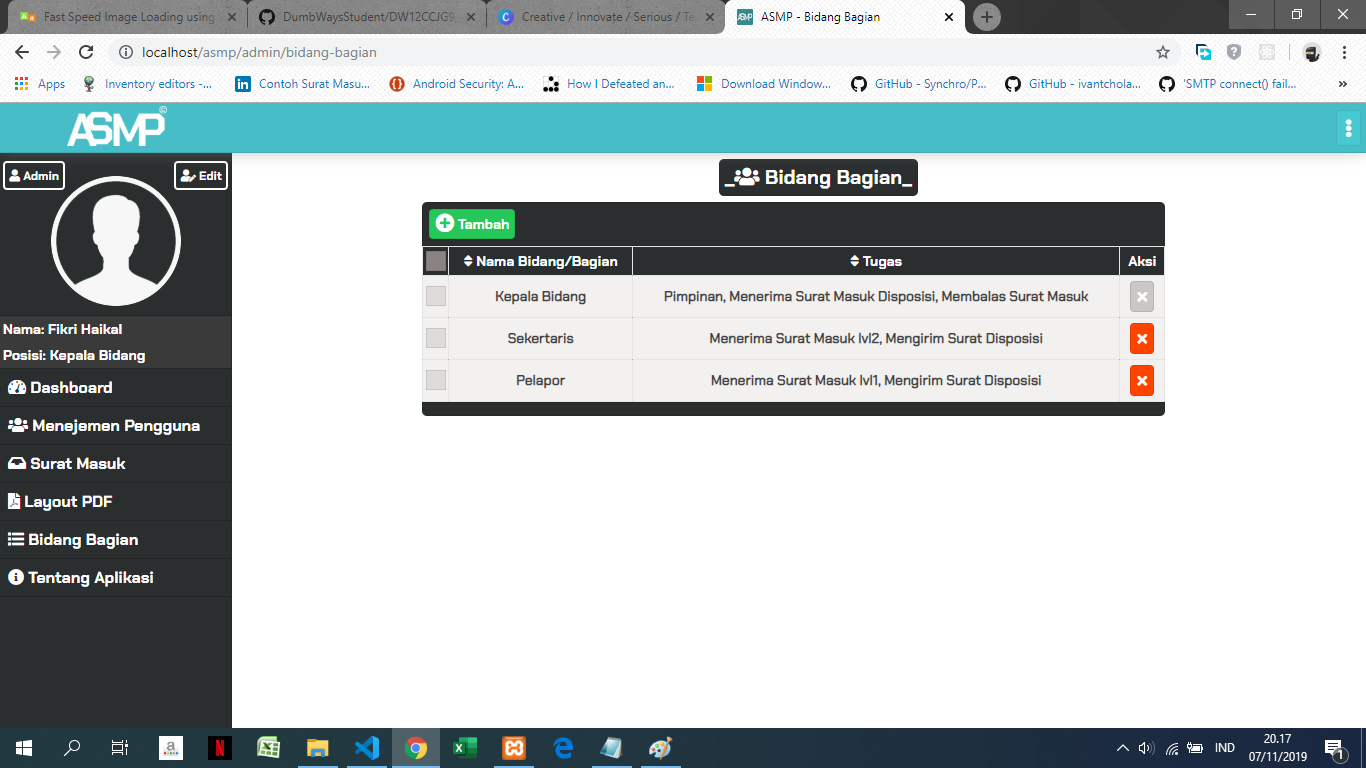 Fast Speed Image Loading using
DumbWaysStudent/DW12CCJG9
Creative / Innovate / Serious / Te
ASMP - Bidang Bagian
localhost/asmp/admin/bidang-bagian
Apps
Inventory editors -...
Contoh Surat Masu...
Android Security: A...
How I Defeated an...
Download Window...
GitHub - Synchro/P...
GitHub - ivantchola...
'SMTP connect() fail...
»
ASMP©
Admin
Edit
Nama: Fikri Haikal
Posisi: Kepala Bidang
Dashboard
Menejemen Pengguna
Surat Masuk
Layout PDF
Bidang Bagian
Tentang Aplikasi
_Bidang Bagian_
Tambah
Nama Bidang/Bagian Tugas Aksi
Kepala Bidang Pimpinan, Menerima Surat Masuk Disposisi, Membalas Surat Masuk
Sekertaris Menerima Surat Masuk lvl2, Mengirim Surat Disposisi
Pelapor Menerima Surat Masuk lvl1, Mengirim Surat Disposisi
IND
20.17
07/11/2019
1